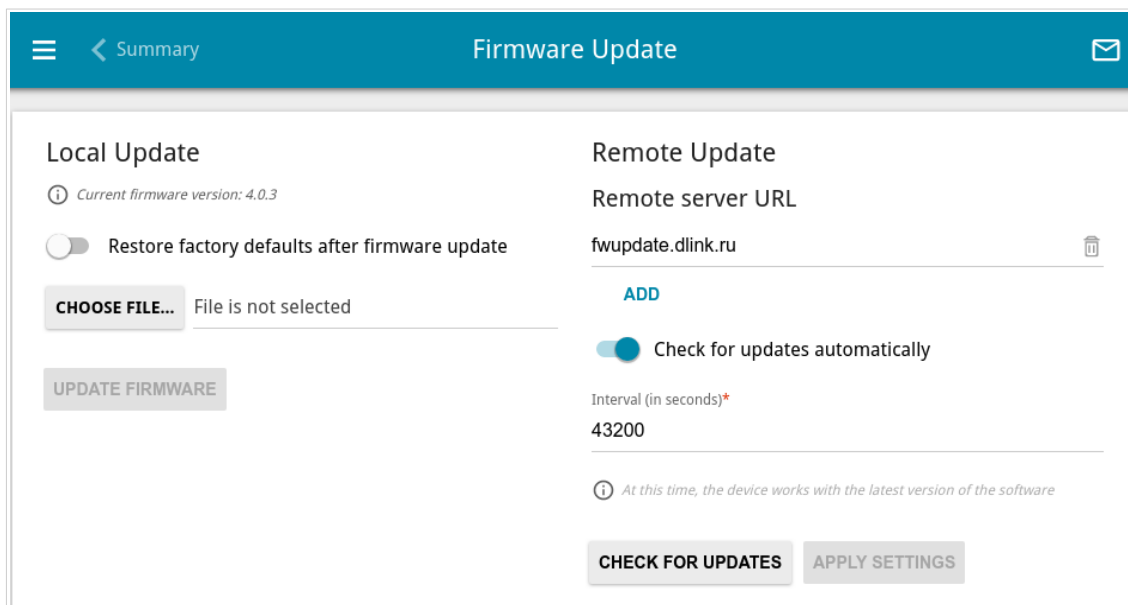 Summary
Firmware Update
Local Update
Current firmware version: 4.0.3
Restore factory defaults after firmware update
CHOOSE FILE... File is not selected
UPDATE FIRMWARE
Remote Update
Remote server URL
fwupdate.dlink.ru
ADD
Check for updates automatically
Interval (in seconds)*
43200
At this time, the device works with the latest version of the software
CHECK FOR UPDATES APPLY SETTINGS